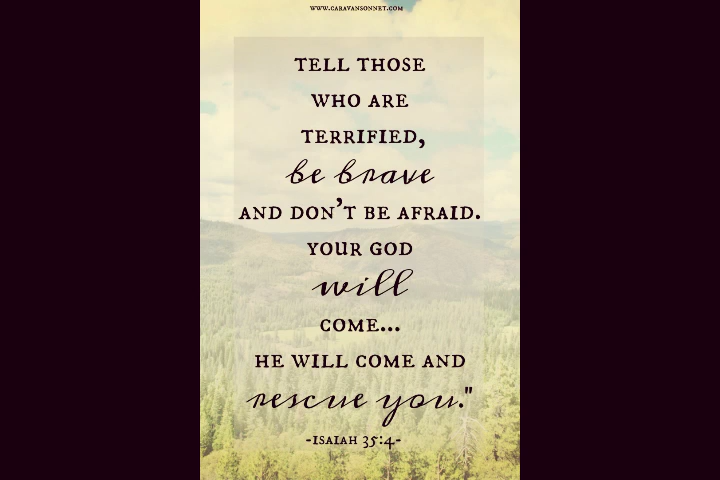 WWW.CARAVANSONNET.COM
TELL THOSE
WHO ARE
TERRIFIED,
be brave
AND DON'T BE AFRAID.
YOUR GOD
will
COME...
HE WILL COME AND
rescue you."
-ISAIAH 35:4-